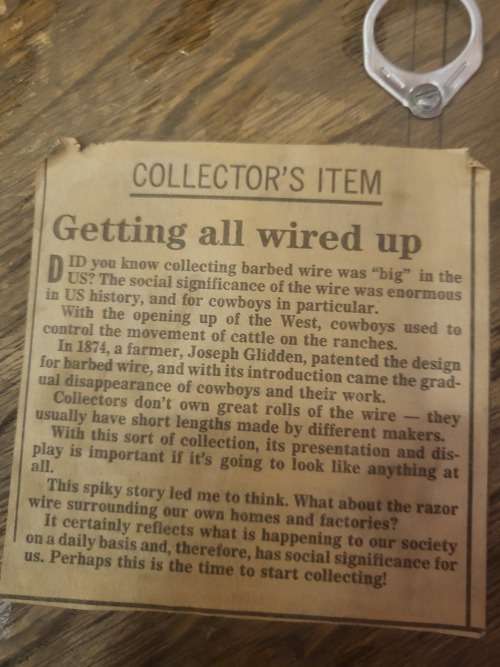 COLLECTOR'S ITEM
Getting all wired up
DID you know collecting barbed wire was "big" in the
US? The social significance of the wire was enormous
in US history, and for cowboys in particular.
With the opening up of the West, cowboys used to
control the movement of cattle on the ranches.
In 1874, a farmer, Joseph Glidden, patented the design
for barbed wire, and with its introduction came the grad-
ual disappearance of cowboys and their work.
Collectors don't own great rolls of the wire — they
usually have short lengths made by different makers.
With this sort of collection, its presentation and dis-
play is important if it's going to look like anything at
all.
This spiky story led me to think. What about the razor
wire surrounding our own homes and factories?
It certainly reflects what is happening to our society
on a daily basis and, therefore, has social significance for
us. Perhaps this is the time to start collecting!